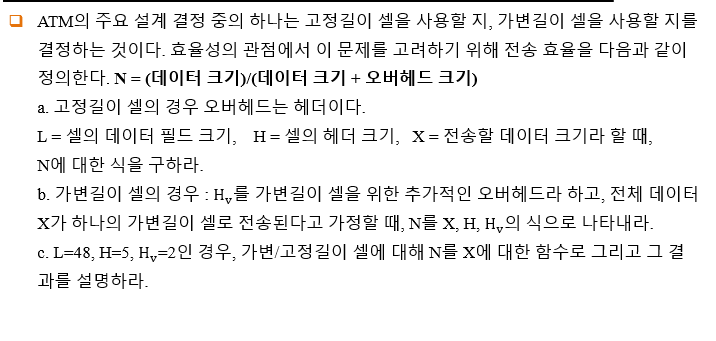 ❑ ATM의 주요 설계 결정 중의 하나는 고정길이 셀을 사용할 지, 가변길이 셀을 사용할 지를
결정하는 것이다. 효율성의 관점에서 이 문제를 고려하기 위해 전송 효율을 다음과 같이
정의한다. N = (데이터 크기)/(데이터 크기 + 오버헤드 크기)
a. 고정길이 셀의 경우 오버헤드는 헤더이다.
L = 셀의 데이터 필드 크기, H = 셀의 헤더 크기, X = 전송할 데이터 크기라 할 때,
N에 대한 식을 구하라.
b. 가변길이 셀의 경우 : Hᵥ를 가변길이 셀을 위한 추가적인 오버헤드라 하고, 전체 데이터
X가 하나의 가변길이 셀로 전송된다고 가정할 때, N를 X, H, Hᵥ의 식으로 나타내라.
c. L=48, H=5, Hᵥ=2인 경우, 가변/고정길이 셀에 대해 N를 X에 대한 함수로 그리고 그 결
과를 설명하라.